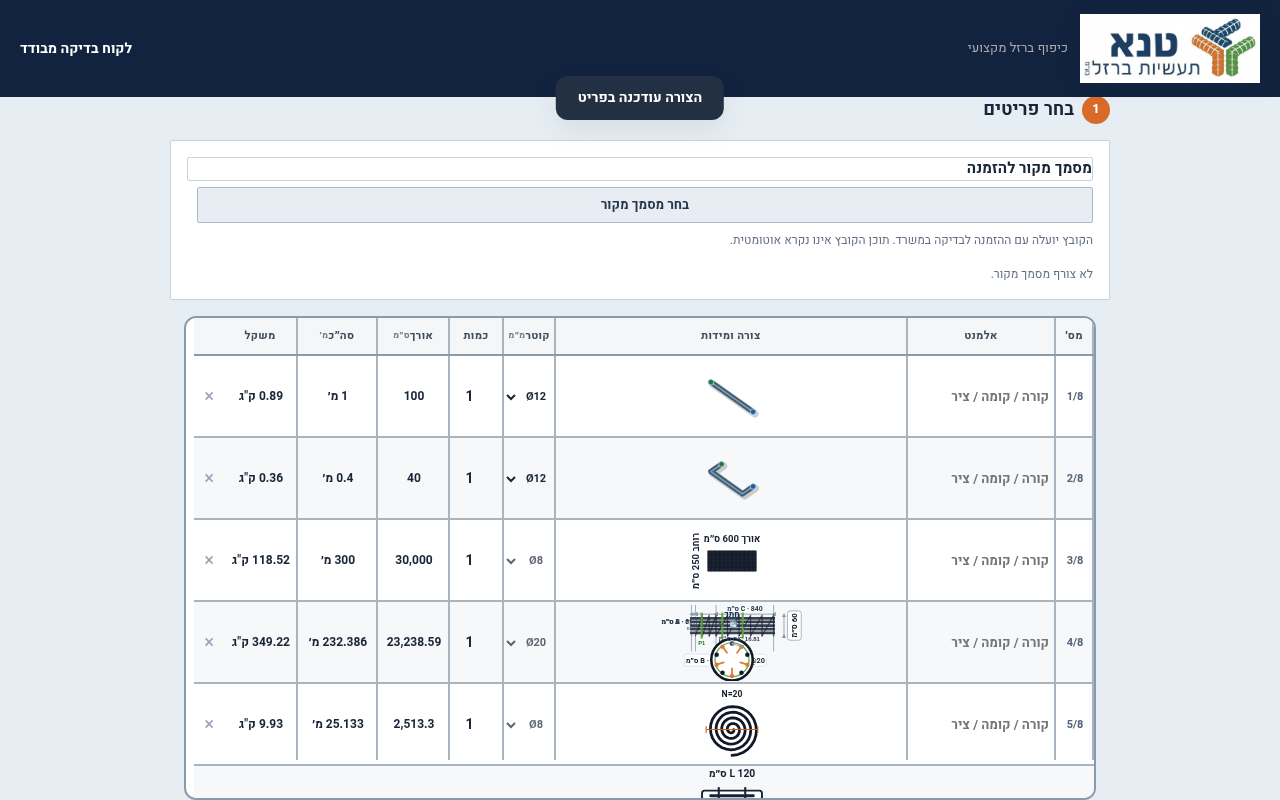 טנא
תעשיות ברזל
כיפוף ברזל מקצועי
לקוח בדיקה מבודד
הצורה עודכנה בפריט
1 בחר פריטים
מסמך מקור להזמנה
בחר מסמך מקור
הקובץ יועלה עם ההזמנה לבדיקה במשרד. תוכן הקובץ אינו נקרא אוטומטית.
לא צורף מסמך מקור.
מס׳ אלמנט צורה ומידות קוטר מ״מ כמות אורך ס״מ סה״כ מ׳ משקל
1/8 קורה / קומה / ציר Ø12 1 100 1 מ׳ 0.89 ק"ג ×
2/8 קורה / קומה / ציר Ø12 1 40 0.4 מ׳ 0.36 ק"ג ×
3/8 קורה / קומה / ציר אורך 600 ס״מ רוחב 250 ס״מ Ø8 1 30,000 300 מ׳ 118.52 ק"ג ×
4/8 קורה / קומה / ציר C · 840 ס״מ 60 ס״מ P1 16.81 Ø20 1 23,238.59 232.386 מ׳ 349.22 ק"ג ×
5/8 קורה / קומה / ציר N=20 Ø8 1 2,513.3 25.133 מ׳ 9.93 ק"ג ×
L 120 ס״מ